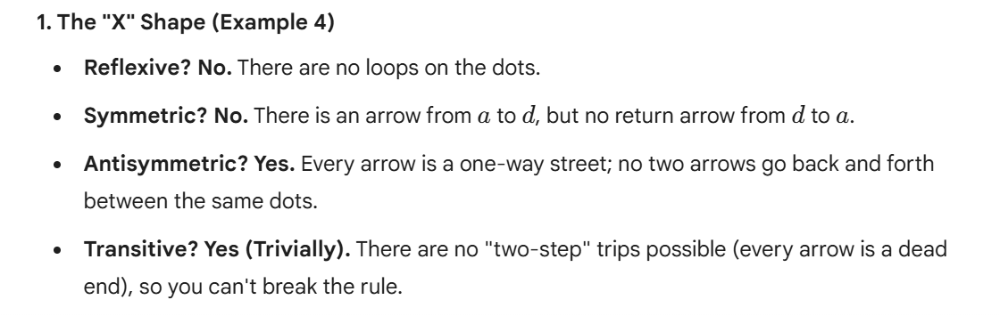 1. The "X" Shape (Example 4)
• Reflexive? No. There are no loops on the dots.
• Symmetric? No. There is an arrow from a to d, but no return arrow from d to a.
• Antisymmetric? Yes. Every arrow is a one-way street; no two arrows go back and forth
between the same dots.
• Transitive? Yes (Trivially). There are no "two-step" trips possible (every arrow is a dead
end), so you can't break the rule.